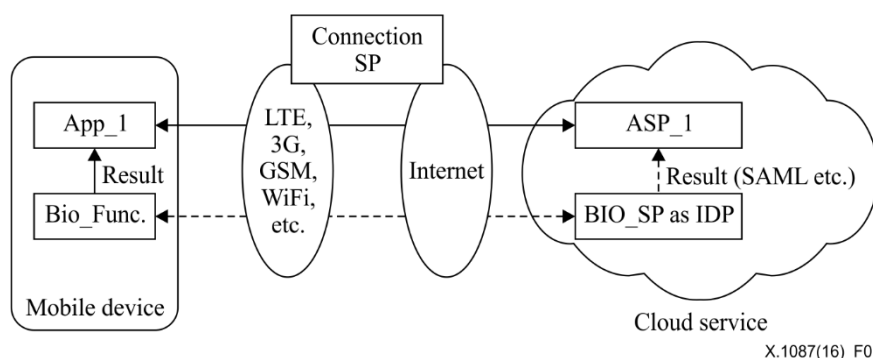 Connection
SP
App_1
LTE,
3G,
GSM,
WiFi,
etc.
Internet
ASP_1
Result
Result (SAML etc.)
Bio_Func.
BIO_SP as IDP
Mobile device
Cloud service
X.1087(16)_F0